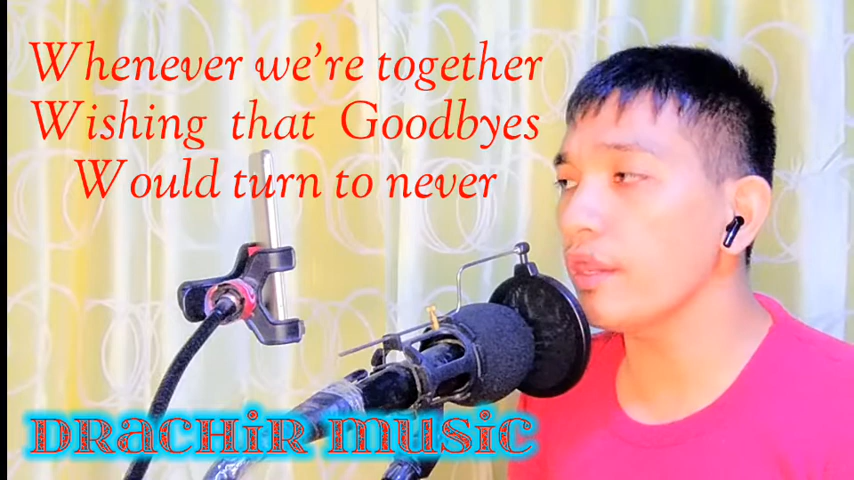 Whenever we're together
Wishing that Goodbyes
Would turn to never
DRACHiR MUSiC